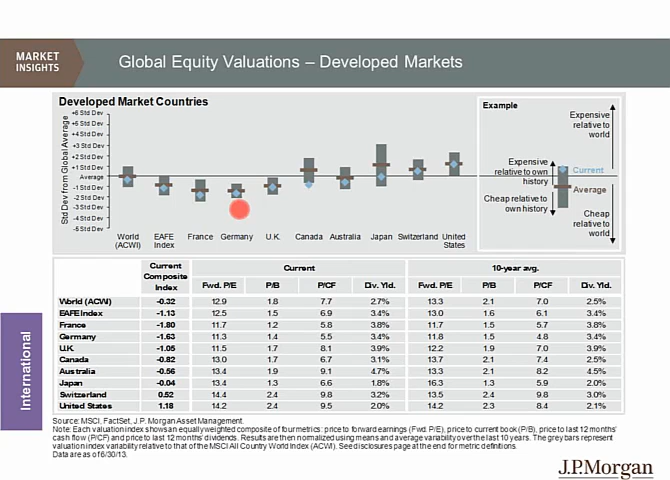 MARKET
INSIGHTS
Global Equity Valuations – Developed Markets
Developed Market Countries
Std Dev from Global Average
+6 Std Dev
+5 Std Dev
+4 Std Dev
+3 Std Dev
+2 Std Dev
+1 Std Dev
Average
-1 Std Dev
-2 Std Dev
-3 Std Dev
-4 Std Dev
-5 Std Dev
World (ACWI)
EAFE Index
France
Germany
U.K.
Canada
Australia
Japan
Switzerland
United States
Example
Expensive relative to world
Expensive relative to own history
Current
Average
Cheap relative to own history
Cheap relative to world
Current Composite Index
Current
10-year avg.
Fwd. P/E P/B P/CF Div. Yld. Fwd. P/E P/B P/CF Div. Yld.
World (ACWI) -0.32 12.9 1.8 7.7 2.7% 13.3 2.1 7.0 2.5%
EAFE Index -1.13 12.5 1.5 6.9 3.4% 13.0 1.6 6.1 3.4%
France -1.80 11.7 1.2 5.8 3.8% 11.7 1.5 5.7 3.8%
Germany -1.63 11.3 1.4 5.5 3.4% 11.8 1.5 4.8 3.4%
U.K. -1.05 11.5 1.7 8.1 3.9% 12.2 1.9 7.0 3.9%
Canada -0.82 13.0 1.7 6.7 3.1% 13.7 2.1 7.4 2.5%
Australia -0.56 13.4 1.9 9.1 4.7% 13.3 2.1 8.2 4.5%
Japan -0.04 13.4 1.3 6.6 1.8% 16.3 1.3 5.9 2.0%
Switzerland 0.52 14.4 2.4 9.8 3.2% 13.5 2.4 9.8 3.0%
United States 1.18 14.2 2.4 9.5 2.0% 14.2 2.3 8.4 2.1%
International
Source: MSCI, FactSet, J.P. Morgan Asset Management.
Note: Each valuation index shows an equally weighted composite of four metrics: price to forward earnings (Fwd. P/E), price to current book (P/B), price to last 12 months'
cash flow (P/CF) and price to last 12 months' dividends. Results are then normalized using means and average variability over the last 10 years. The grey bars represent
valuation index variability relative to that of the MSCI All Country World Index (ACWI). See disclosures page at the end for metric definitions.
Data are as of 6/30/13.
J.P.Morgan